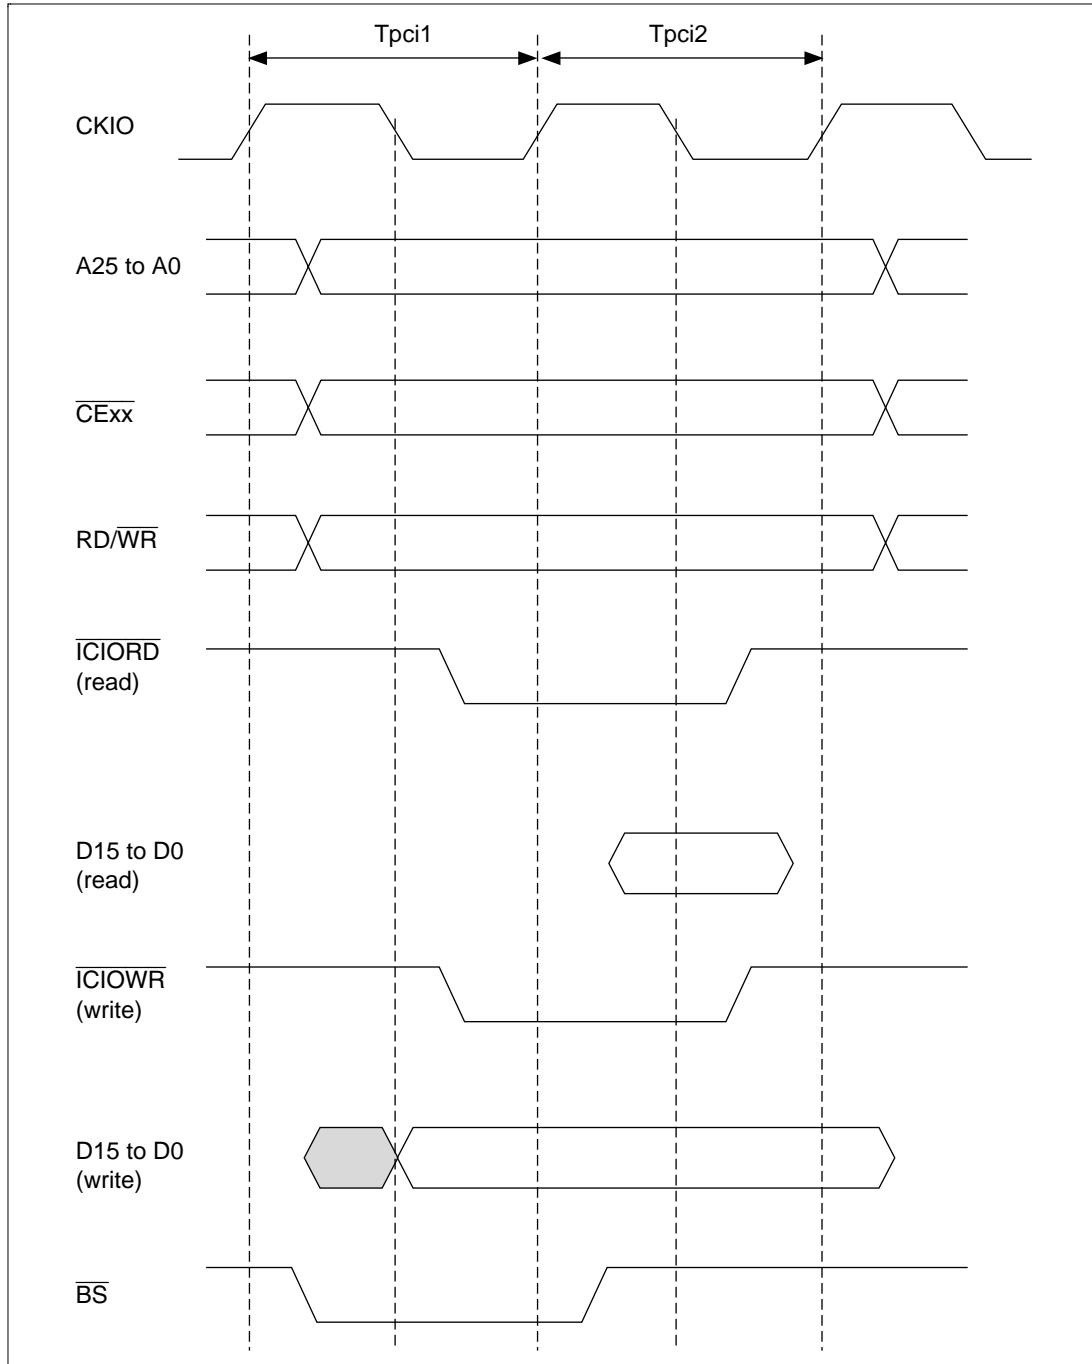 Tpci1 Tpci2
CKIO
A25 to A0
CExx
RD/WR
ICIORD
(read)
D15 to D0
(read)
ICIOWR
(write)
D15 to D0
(write)
BS